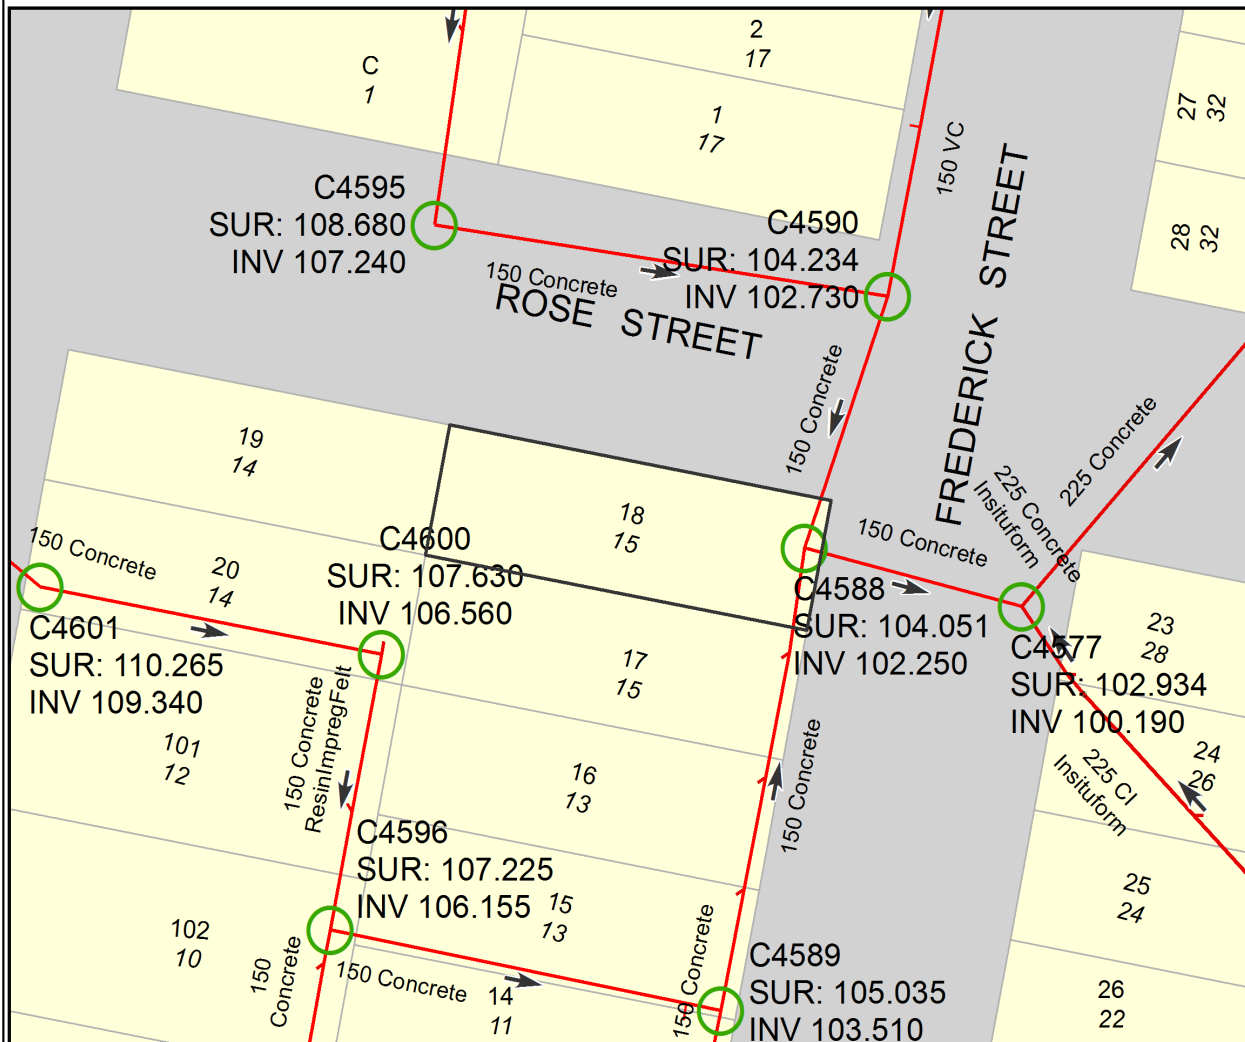 2
17
C
1
1
17
27
32
150 VC
C4595
SUR: 108.680
INV 107.240
C4590
SUR: 104.234
INV 102.730
28
32
150 Concrete
ROSE STREET
FREDERICK STREET
150 Concrete
225 Concrete
19
14
18
15
225 Concrete
Insituform
150 Concrete
150 Concrete
20
14
C4600
SUR: 107.630
INV 106.560
C4588
SUR: 104.051
INV 102.250
C4601
SUR: 110.265
INV 109.340
23
28
C4577
SUR: 102.934
INV 100.190
17
15
150 Concrete
ResinImpregFelt
101
12
16
13
150 Concrete
24
26
225 CI
Insituform
C4596
SUR: 107.225
INV 106.155
15
13
25
24
102
10
150
Concrete
150 Concrete
14
11
150 Concrete
C4589
SUR: 105.035
INV 103.510
26
22